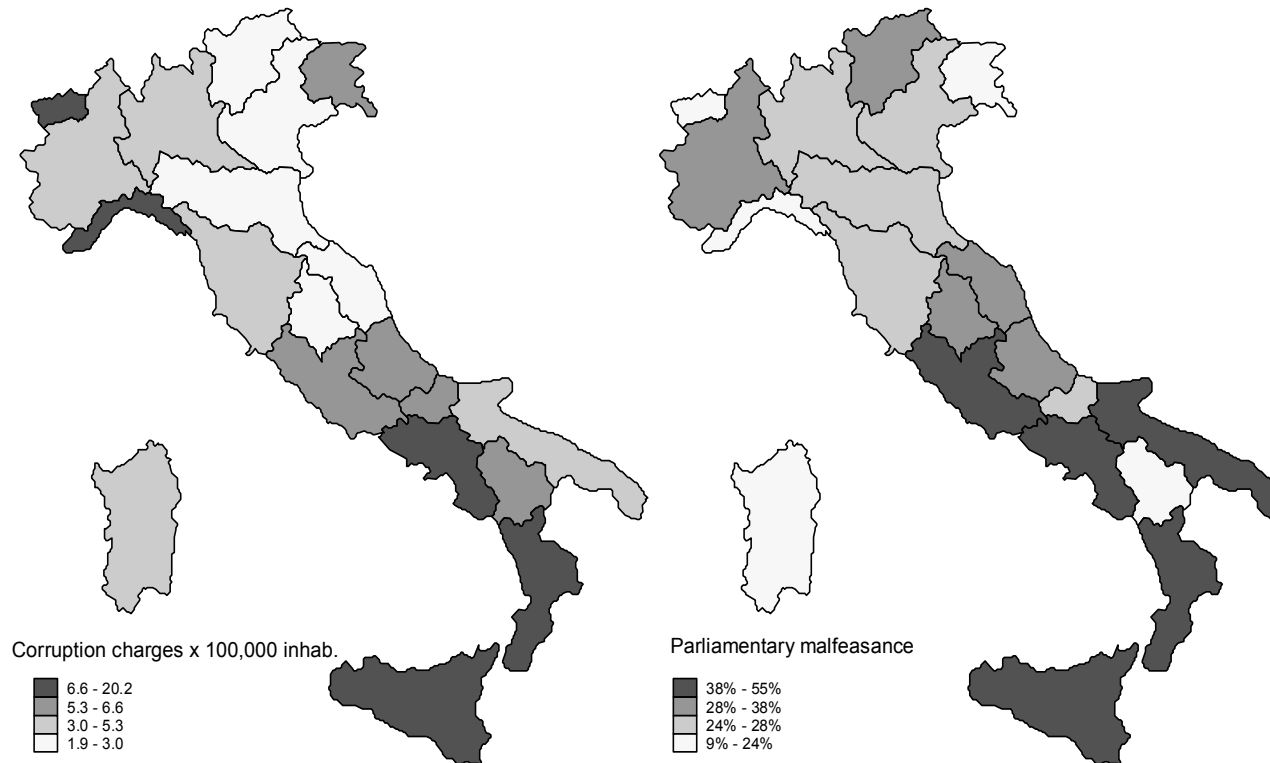 Corruption charges x 100,000 inhab.
6.6 - 20.2
5.3 - 6.6
3.0 - 5.3
1.9 - 3.0
Parliamentary malfeasance
38% - 55%
28% - 38%
24% - 28%
9% - 24%